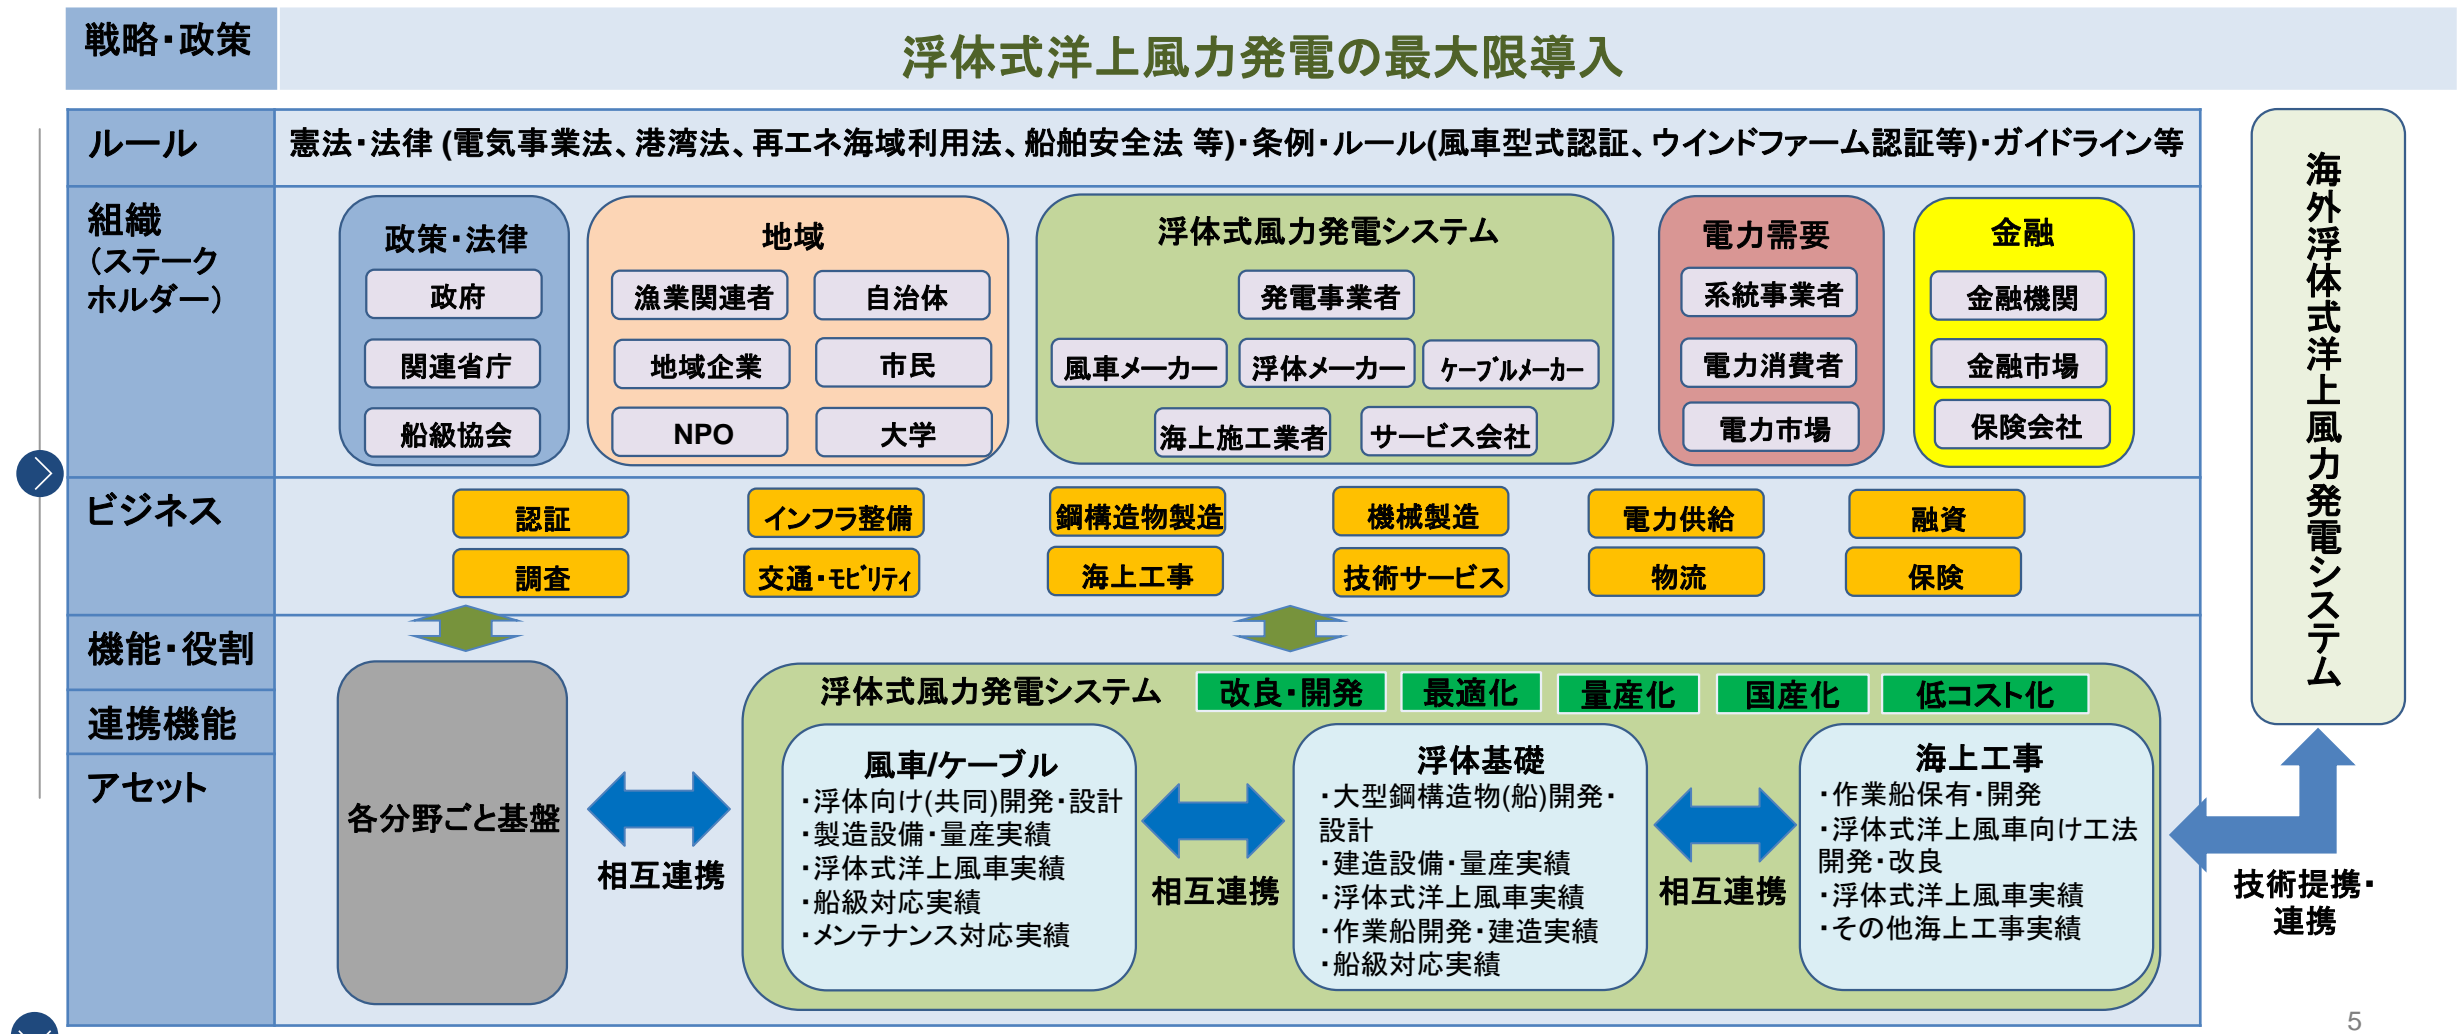 戦略・政策
浮体式洋上風力発電の最大限導入
ルール
憲法・法律 (電気事業法、港湾法、再エネ海域利用法、船舶安全法 等)・条例・ルール(風車型式認証、ウインドファーム認証等)・ガイドライン等
組織
（ステーク
ホルダー）
政策・法律
政府
関連省庁
船級協会
地域
漁業関連者
自治体
地域企業
市民
NPO
大学
浮体式風力発電システム
発電事業者
風車メーカー
浮体メーカー
ケーブルメーカー
海上施工業者
サービス会社
電力需要
系統事業者
電力消費者
電力市場
金融
金融機関
金融市場
保険会社
ビジネス
認証
インフラ整備
鋼構造物製造
機械製造
電力供給
融資
調査
交通・モビリティ
海上工事
技術サービス
物流
保険
機能・役割
連携機能
アセット
各分野ごと基盤
相互連携
浮体式風力発電システム
改良・開発
最適化
量産化
国産化
低コスト化
風車/ケーブル
・浮体向け(共同)開発・設計
・製造設備・量産実績
・浮体式洋上風車実績
・船級対応実績
・メンテナンス対応実績
相互連携
浮体基礎
・大型鋼構造物(船)開発・
設計
・建造設備・量産実績
・浮体式洋上風車実績
・作業船開発・建造実績
・船級対応実績
相互連携
海上工事
・作業船保有・開発
・浮体式洋上風車向け工法
開発・改良
・浮体式洋上風車実績
・その他海上工事実績
海外浮体式洋上風力発電システム
技術提携・
連携
5